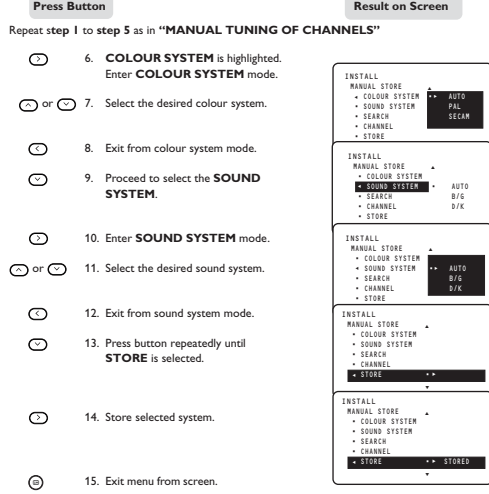 Press Button
Result on Screen
Repeat step 1 to step 5 as in “MANUAL TUNING OF CHANNELS”
6. COLOUR SYSTEM is highlighted.
Enter COLOUR SYSTEM mode.
or 7. Select the desired colour system.
8. Exit from colour system mode.
9. Proceed to select the SOUND
SYSTEM.
10. Enter SOUND SYSTEM mode.
or 11. Select the desired sound system.
12. Exit from sound system mode.
13. Press button repeatedly until
STORE is selected.
14. Store selected system.
15. Exit menu from screen.
INSTALL
MANUAL STORE ▲
◄ COLOUR SYSTEM •► AUTO
• SOUND SYSTEM PAL
• SEARCH SECAM
• CHANNEL
• STORE
INSTALL
MANUAL STORE ▲
• COLOUR SYSTEM
◄ SOUND SYSTEM • AUTO
• SEARCH B/G
• CHANNEL D/K
• STORE
INSTALL
MANUAL STORE ▲
• COLOUR SYSTEM
◄ SOUND SYSTEM •► AUTO
• SEARCH B/G
• CHANNEL D/K
INSTALL
MANUAL STORE ▲
• COLOUR SYSTEM
• SOUND SYSTEM
• SEARCH
• CHANNEL
◄ STORE •►
▼
INSTALL
MANUAL STORE ▲
• COLOUR SYSTEM
• SOUND SYSTEM
• SEARCH
• CHANNEL
◄ STORE •► STORED
▼